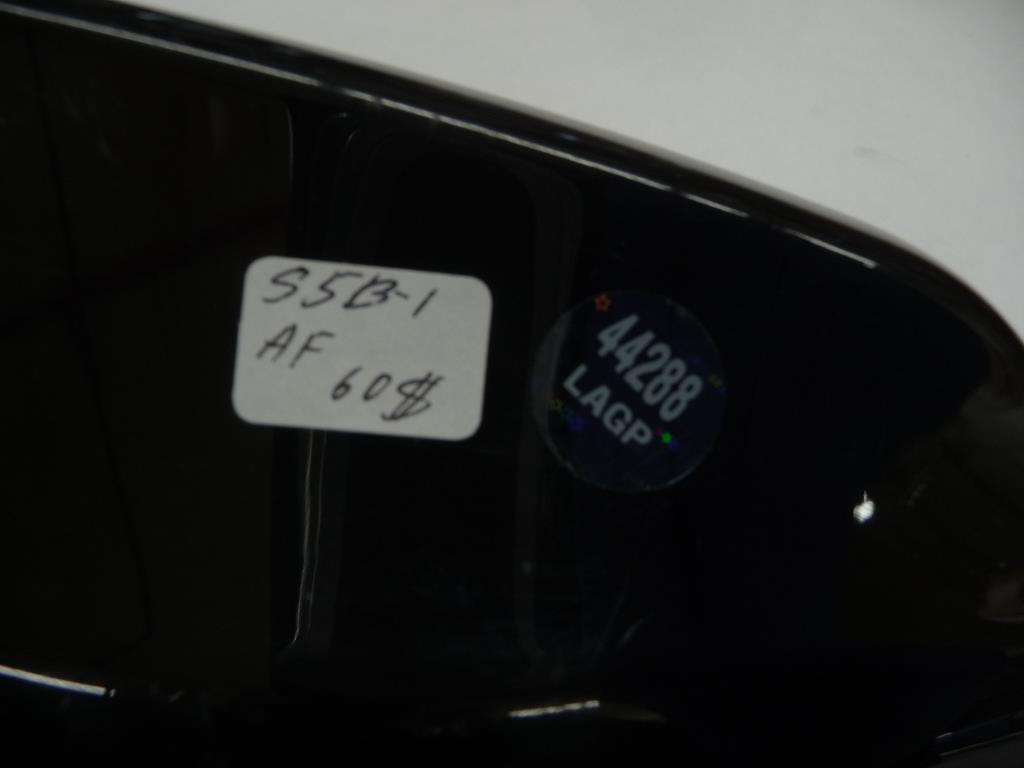 S5B-1
AF
60$
44288
LAGP